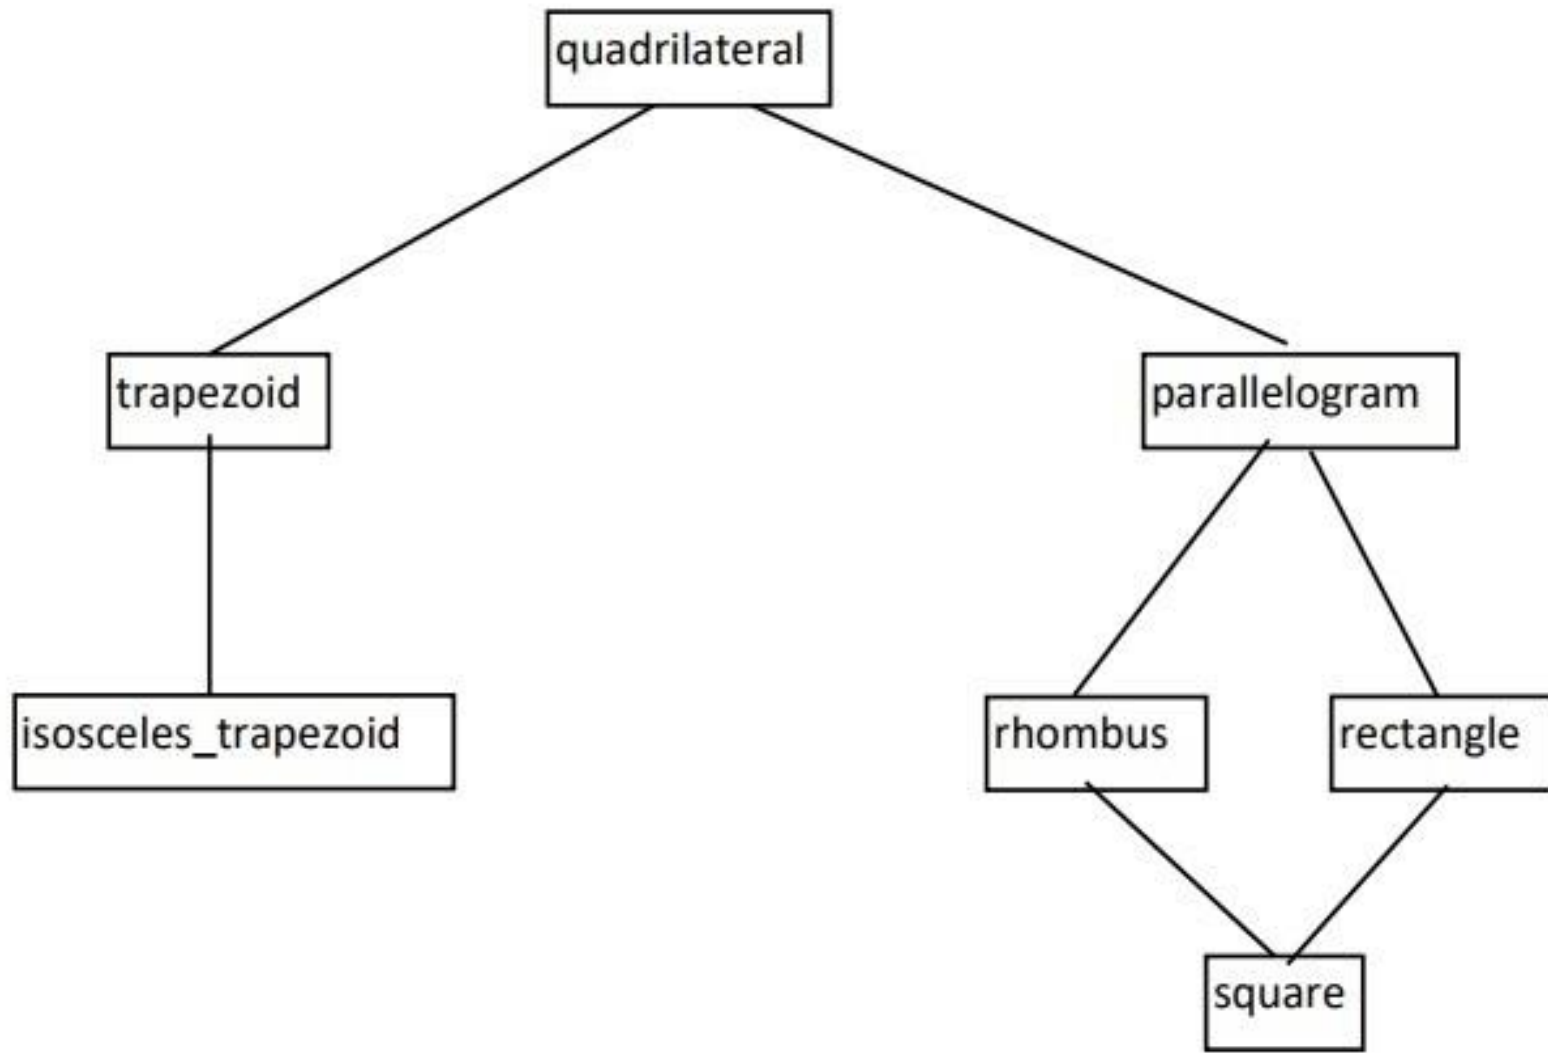 quadrilateral
trapezoid
parallelogram
isosceles_trapezoid
rhombus
rectangle
square